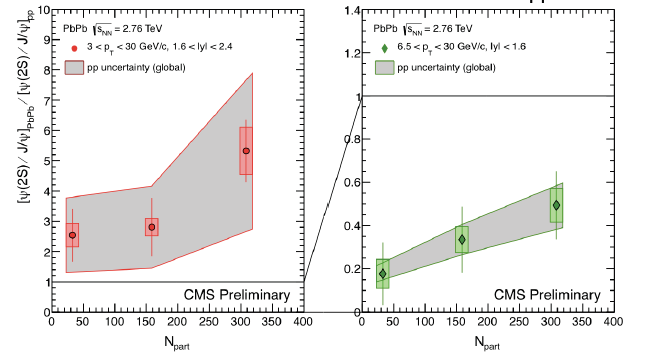 PbPb √sNN = 2.76 TeV
3 < pT < 30 GeV/c, 1.6 < |y| < 2.4
pp uncertainty (global)
[ψ(2S) / J/ψ]PbPb / [ψ(2S) / J/ψ]pp
10
9
8
7
6
5
4
3
2
1
0
CMS Preliminary
0 50 100 150 200 250 300 350 400
Npart
PbPb √sNN = 2.76 TeV
6.5 < pT < 30 GeV/c, |y| < 1.6
pp uncertainty (global)
1.4
1.2
1
0.8
0.6
0.4
0.2
0
CMS Preliminary
0 50 100 150 200 250 300 350 400
Npart